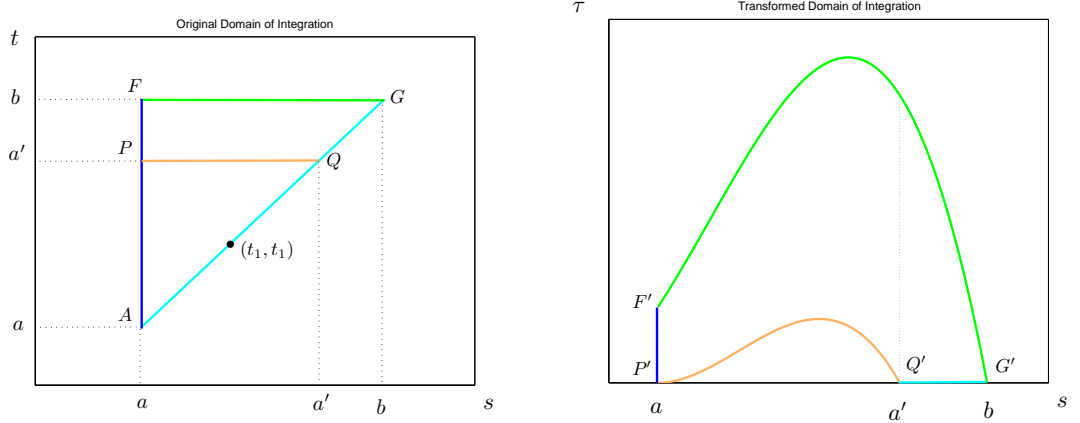 Original Domain of Integration
t
b
F
G
a′
P
Q
(t₁, t₁)
a
A
a
a′
b
s
Transformed Domain of Integration
τ
F′
P′
Q′
G′
a
a′
b
s